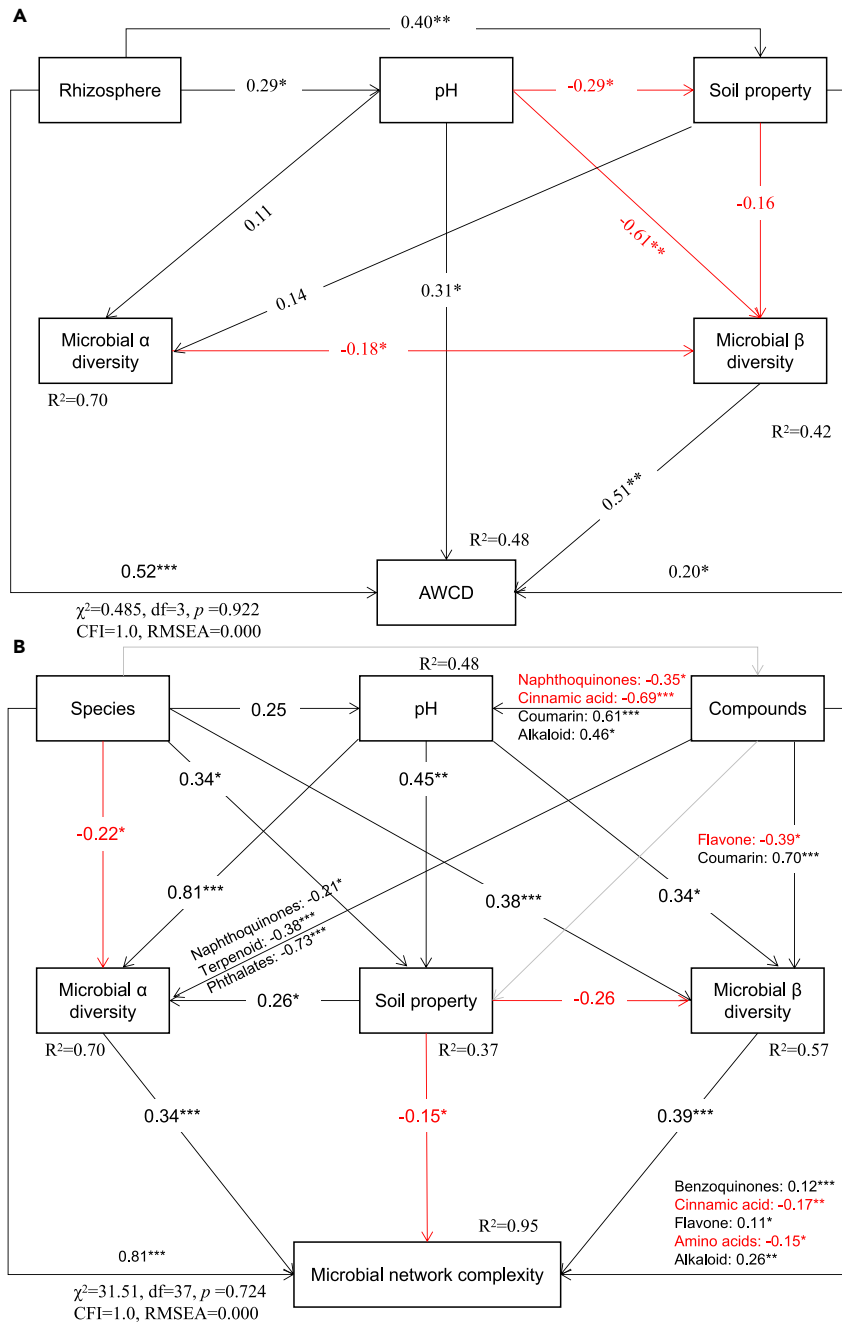 A
0.40**
Rhizosphere
0.29*
pH
-0.29*
Soil property
0.11
-0.61**
-0.16
0.14
0.31*
Microbial α
diversity
-0.18*
Microbial β
diversity
R²=0.70
R²=0.42
0.51**
R²=0.48
0.52***
AWCD
0.20*
χ²=0.485, df=3, p =0.922
CFI=1.0, RMSEA=0.000
B
R²=0.48
Species
0.25
pH
Naphthoquinones: -0.35*
Cinnamic acid: -0.69***
Coumarin: 0.61***
Alkaloid: 0.46*
Compounds
0.34*
0.45**
-0.22*
Flavone: -0.39*
Coumarin: 0.70***
0.81***
Naphthoquinones: -0.21*
Terpenoid: -0.38***
Phthalates: -0.73***
0.38***
0.34*
Microbial α
diversity
0.26*
Soil property
-0.26
Microbial β
diversity
R²=0.70
R²=0.37
R²=0.57
0.34***
-0.15*
0.39***
Benzoquinones: 0.12***
Cinnamic acid: -0.17**
Flavone: 0.11*
Amino acids: -0.15*
Alkaloid: 0.26**
R²=0.95
0.81***
Microbial network complexity
χ²=31.51, df=37, p =0.724
CFI=1.0, RMSEA=0.000